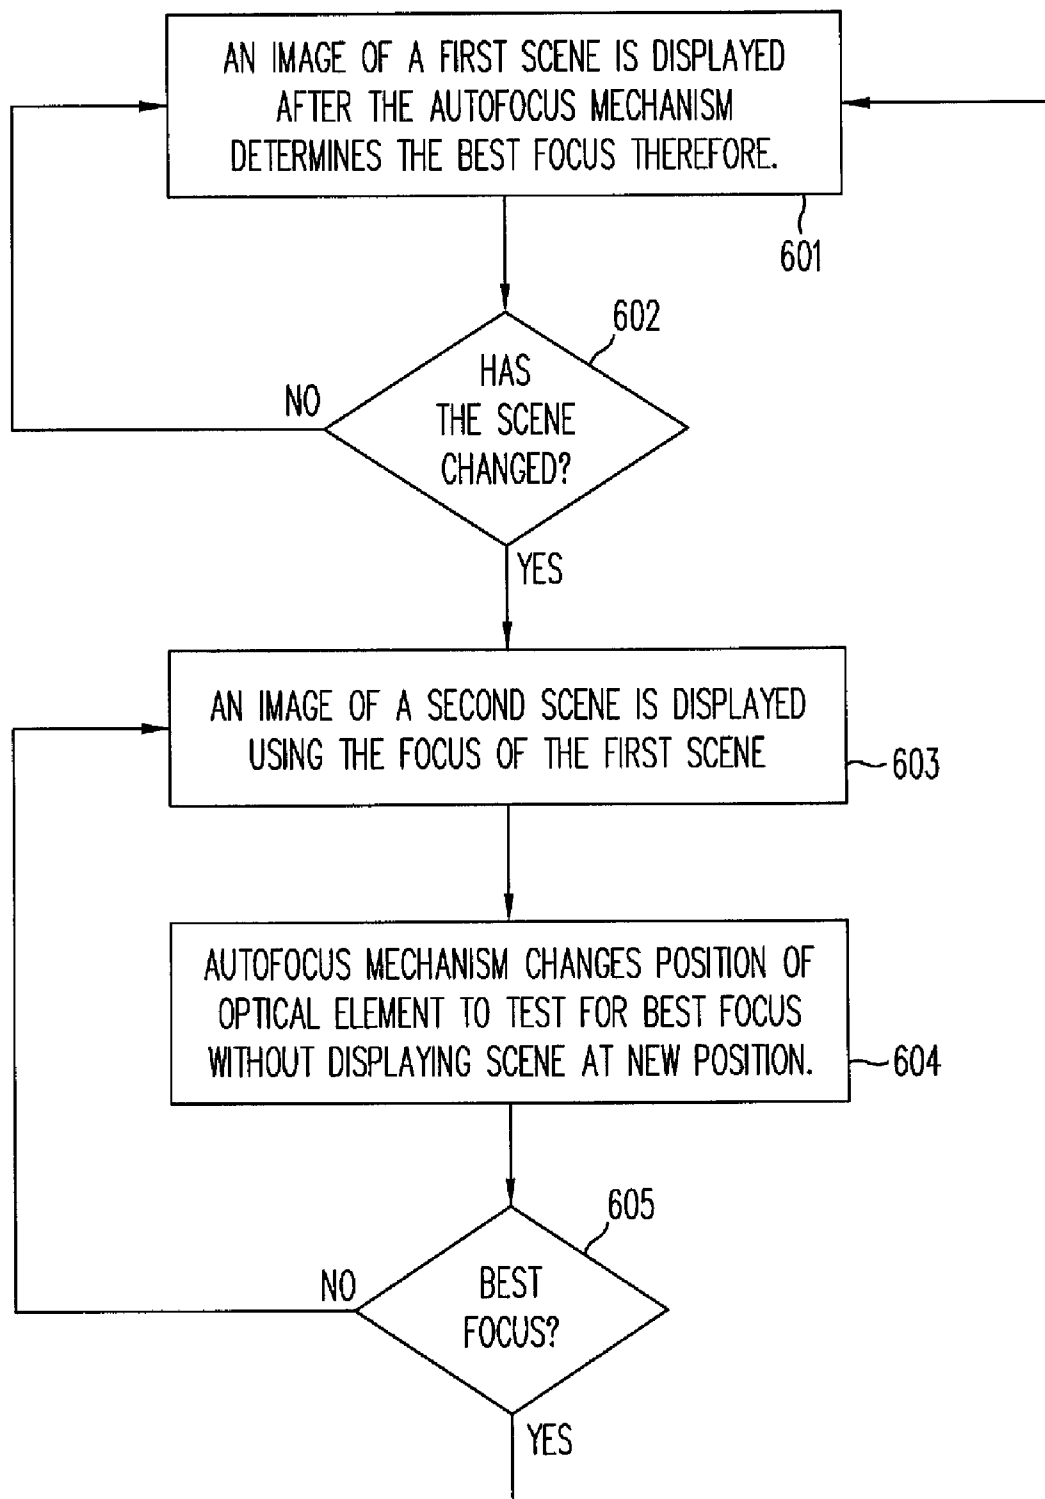 AN IMAGE OF A FIRST SCENE IS DISPLAYED
AFTER THE AUTOFOCUS MECHANISM
DETERMINES THE BEST FOCUS THEREFORE.
601
602
HAS
THE SCENE
CHANGED?
NO
YES
AN IMAGE OF A SECOND SCENE IS DISPLAYED
USING THE FOCUS OF THE FIRST SCENE
603
AUTOFOCUS MECHANISM CHANGES POSITION OF
OPTICAL ELEMENT TO TEST FOR BEST FOCUS
WITHOUT DISPLAYING SCENE AT NEW POSITION.
604
605
NO
BEST
FOCUS?
YES